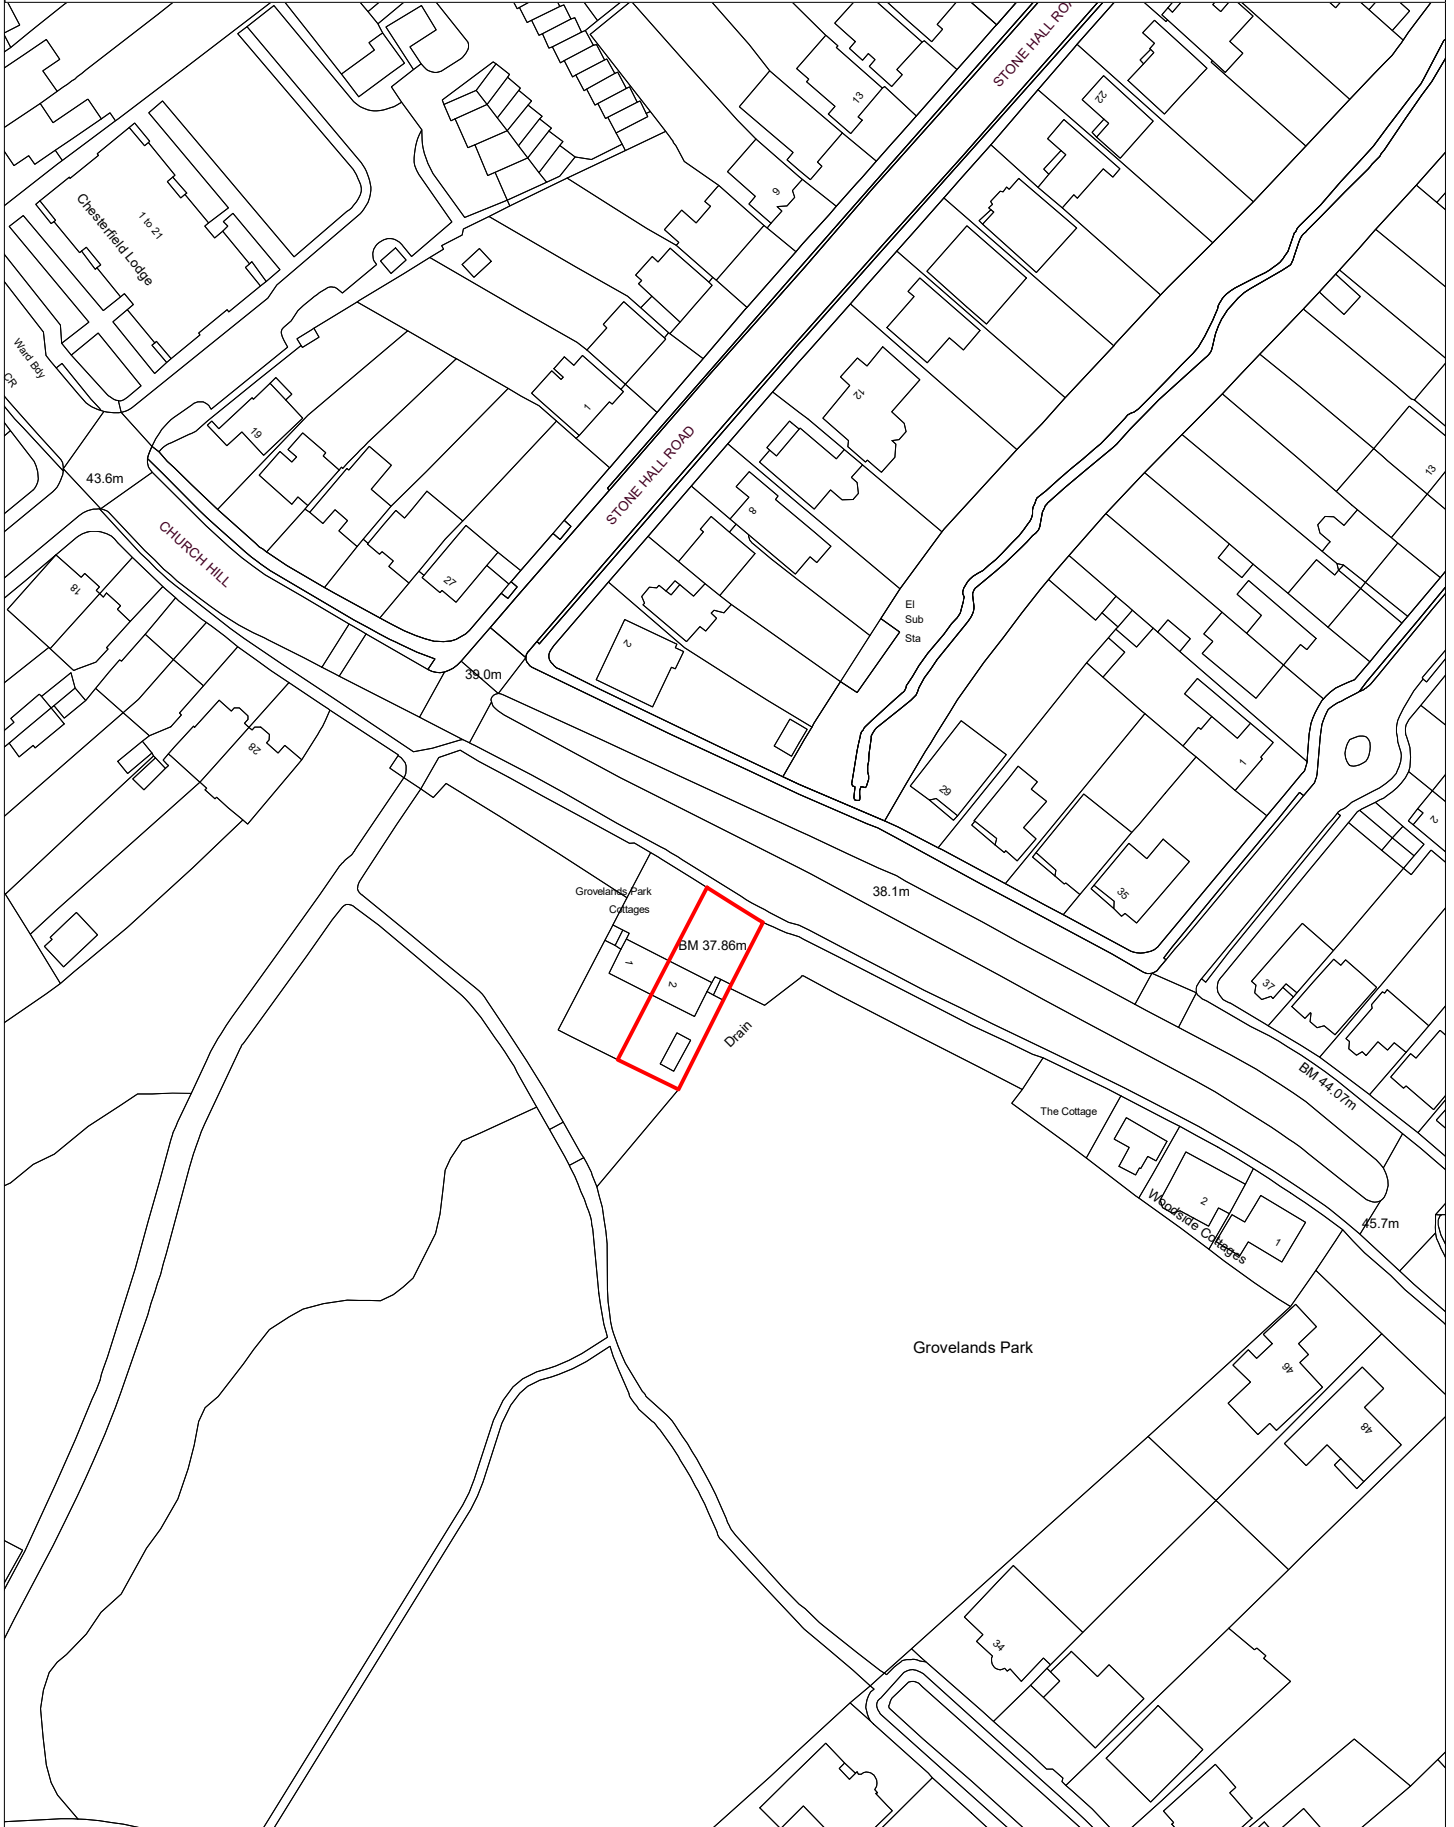 STONE HALL ROA
13
22
6
1 to 21
Chesterfield Lodge
Ward Bdy
CR
12
1
19
STONE HALL ROAD
13
43.6m
8
CHURCH HILL
27
18
El
Sub
Sta
2
39.0m
28
1
29
2
35
38.1m
Grovelands Park
Cottages
BM 37.86m
1
2
37
Drain
BM 44.07m
The Cottage
2
Woodside Cottages
1
45.7m
Grovelands Park
46
48
34